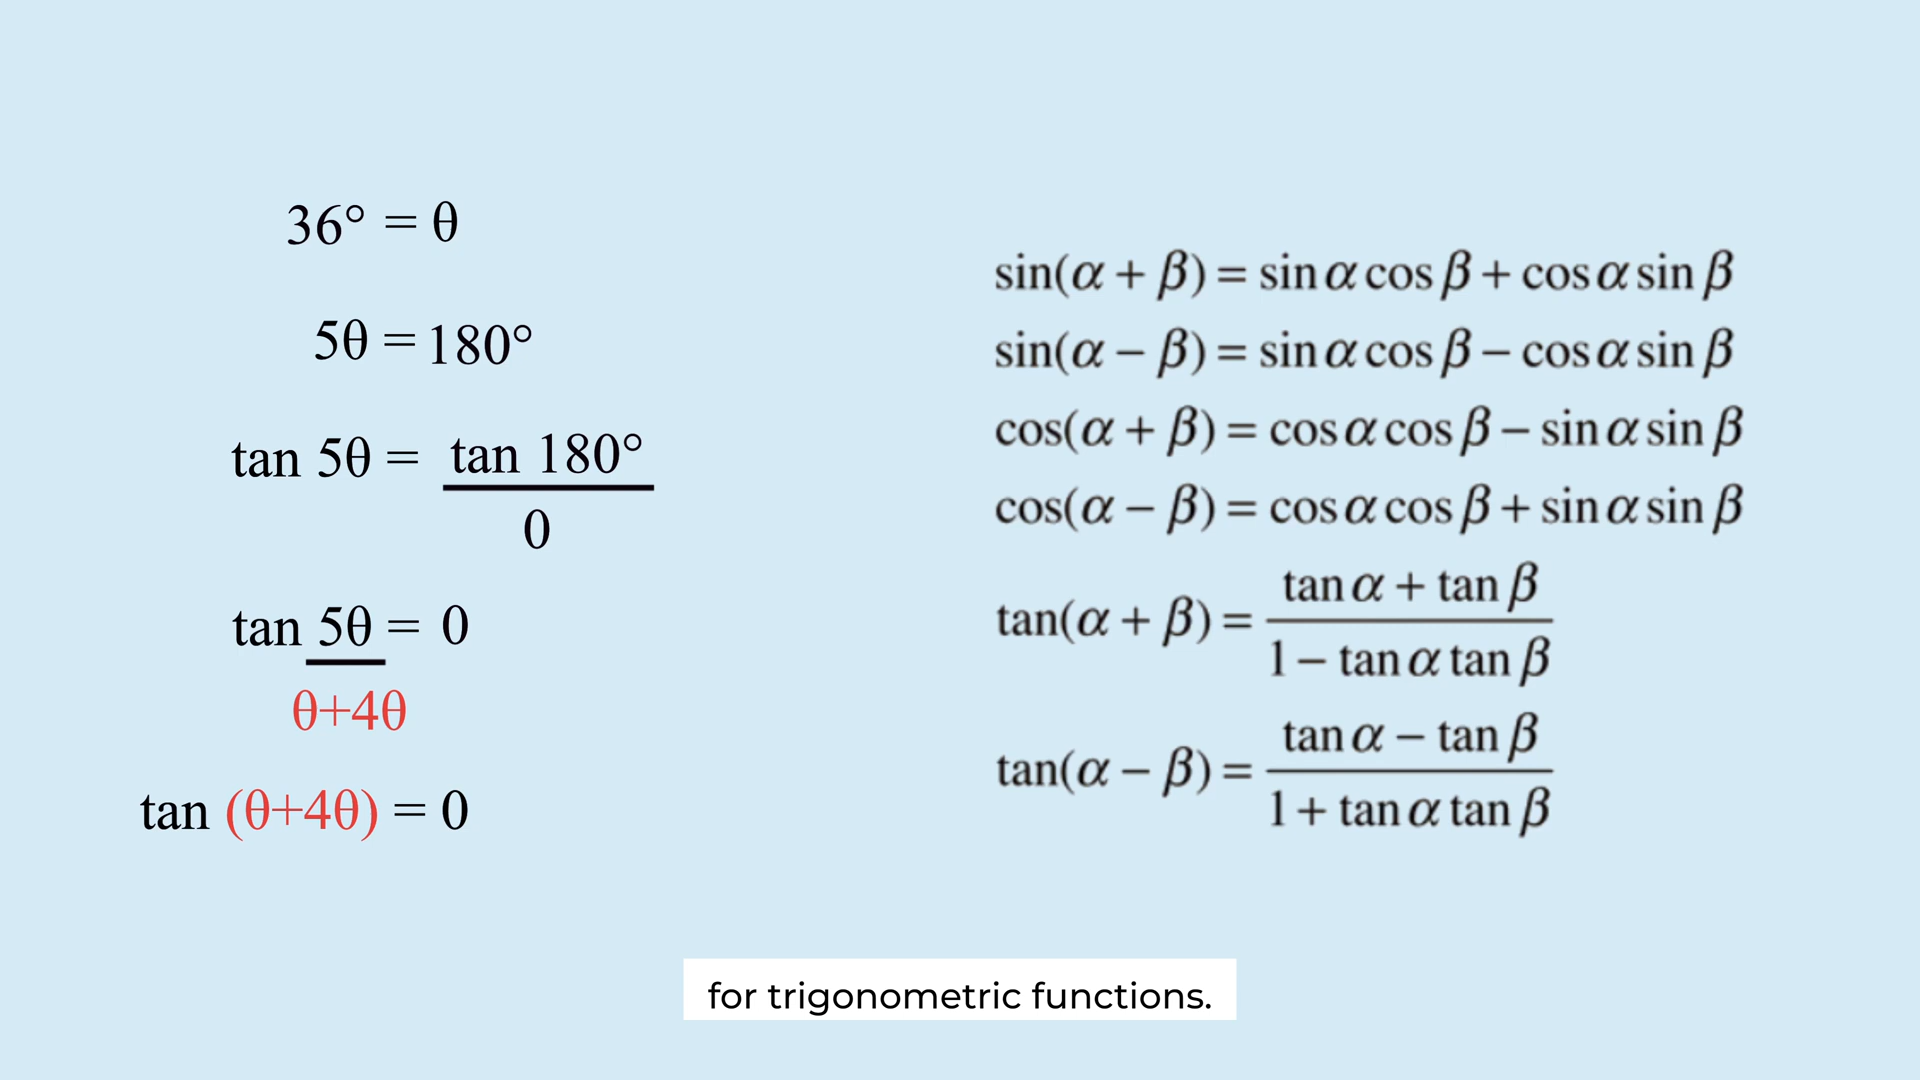 36° = θ
5θ = 180°
tan 5θ = tan 180°
0
tan 5θ = 0
θ+4θ
tan (θ+4θ) = 0
sin(α + β) = sin α cos β + cos α sin β
sin(α − β) = sin α cos β − cos α sin β
cos(α + β) = cos α cos β − sin α sin β
cos(α − β) = cos α cos β + sin α sin β
tan α + tan β
tan(α + β) =
1 − tan α tan β
tan α − tan β
tan(α − β) =
1 + tan α tan β
for trigonometric functions.